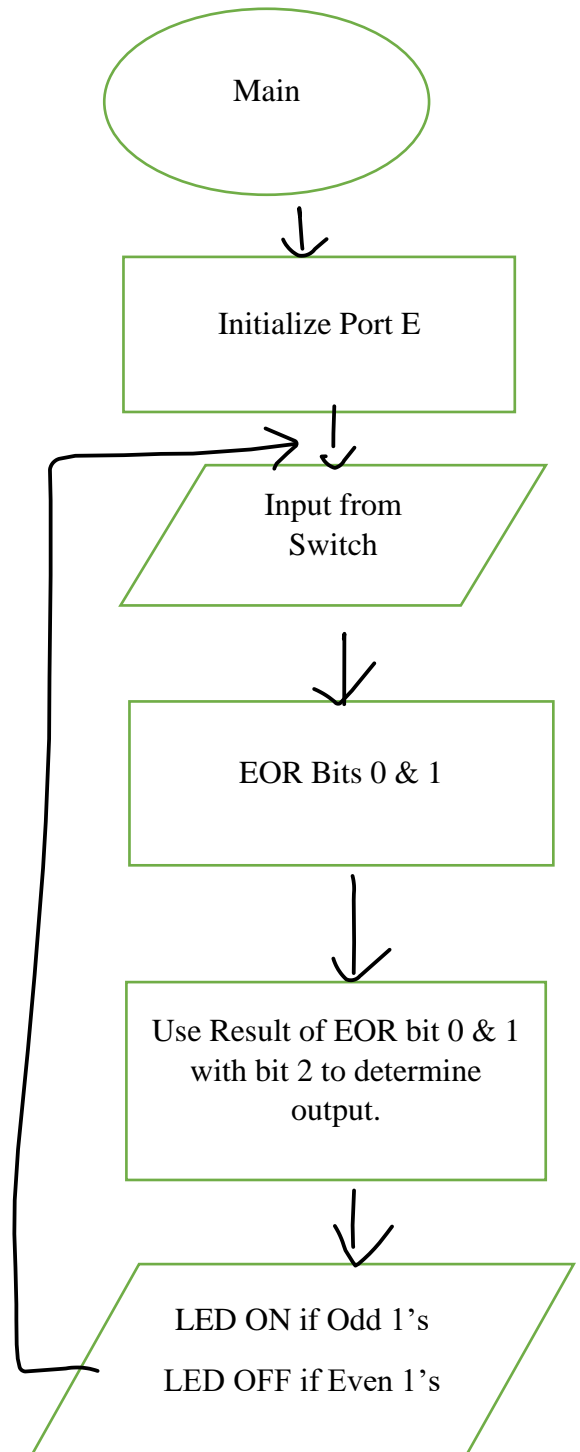 Main
Initialize Port E
Input from
Switch
EOR Bits 0 & 1
Use Result of EOR bit 0 & 1
with bit 2 to determine
output.
LED ON if Odd 1’s
LED OFF if Even 1’s